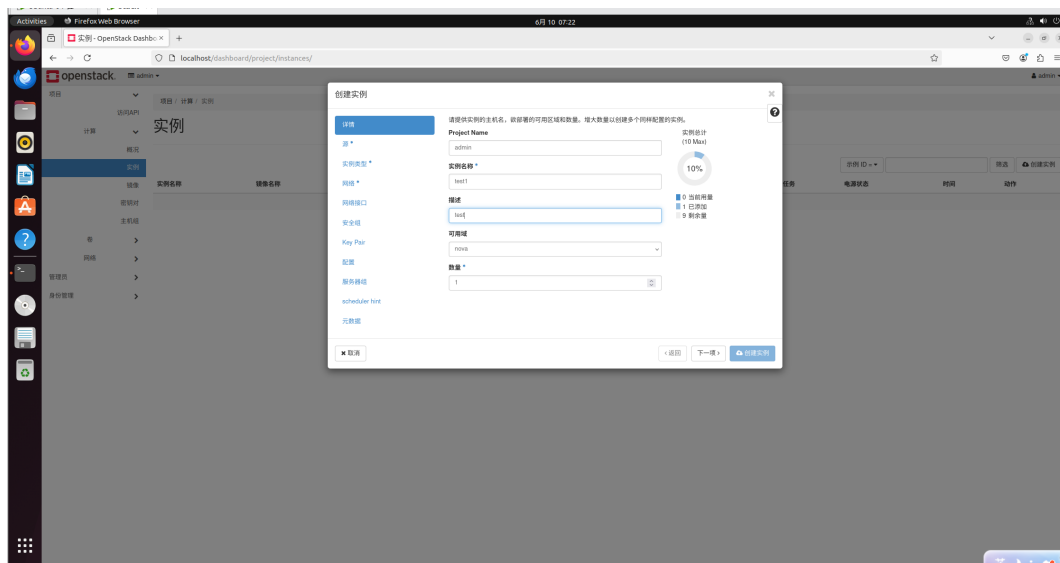 Activities
Firefox Web Browser
6月 10 07:22
实例 - OpenStack Dashbo
localhost/dashboard/project/instances/
openstack.
admin
admin
项目
访问API
计算
概况
实例
镜像
密钥对
主机组
卷
网络
管理员
身份管理
项目 / 计算 / 实例
实例
示例 ID =
筛选
创建实例
实例名称
镜像名称
任务
电源状态
时间
动作
创建实例
详情
源 *
实例类型 *
网络 *
网络接口
安全组
Key Pair
配置
服务器组
scheduler hint
元数据
请提供实例的主机名，欲部署的可用区域和数量。增大数量以创建多个同样配置的实例。
Project Name
admin
实例名称 *
test1
描述
test
可用域
nova
数量 *
1
实例总计
(10 Max)
10%
0 当前用量
1 已添加
9 剩余量
取消
返回
下一项
创建实例